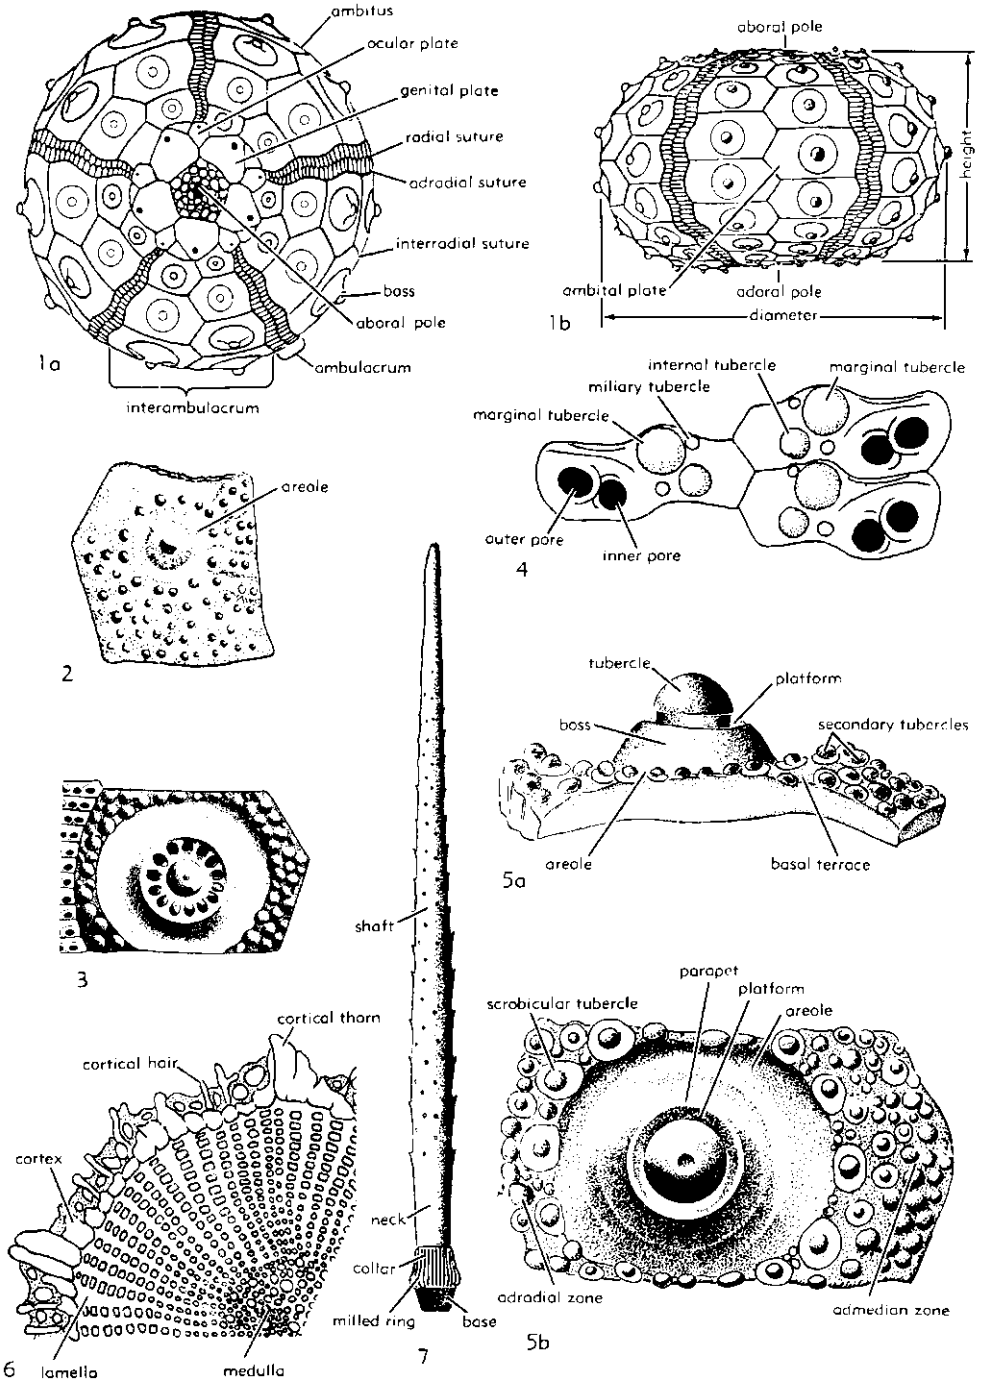 ambitus
ocular plate
genital plate
radial suture
adradial suture
interradial suture
boss
aboral pole
ambulacrum
interambulacrum
1a
aboral pole
height
ambital plate
adoral pole
diameter
1b
areole
2
3
internal tubercle
marginal tubercle
miliary tubercle
marginal tubercle
outer pore
inner pore
4
tubercle
platform
boss
secondary tubercles
areole
basal terrace
5a
parapet
platform
scrobicular tubercle
areole
adradial zone
admedian zone
5b
cortical thorn
cortical hair
cortex
6
lamella
medulla
shaft
neck
collar
milled ring
base
7